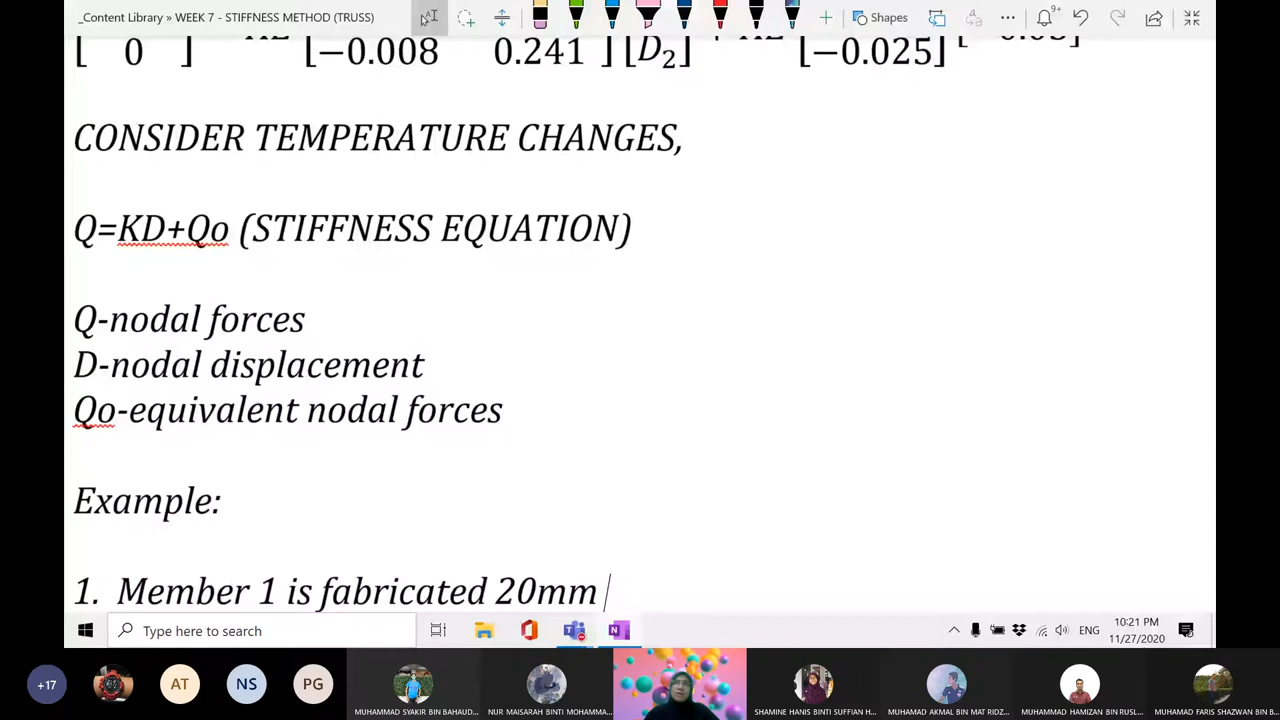 _Content Library » WEEK 7 - STIFFNESS METHOD (TRUSS)
Shapes
9+
[ 0 ] [−0.008 0.241 ] [D₂] [−0.025]
CONSIDER TEMPERATURE CHANGES,
Q=KD+Qo (STIFFNESS EQUATION)
Q-nodal forces
D-nodal displacement
Qo-equivalent nodal forces
Example:
1. Member 1 is fabricated 20mm
Type here to search
ENG
10:21 PM
11/27/2020
+17
AT
NS
PG
MUHAMMAD SYAKIR BIN BAHAUD...
NUR MAISARAH BINTI MOHAMMA...
SHAMINE HANIS BINTI SUFFIAN H...
MUHAMAD AKMAL BIN MAT RIDZ...
MUHAMMAD HAMIZAN BIN RUSL...
MUHAMAD FARIS SHAZWAN BIN B...